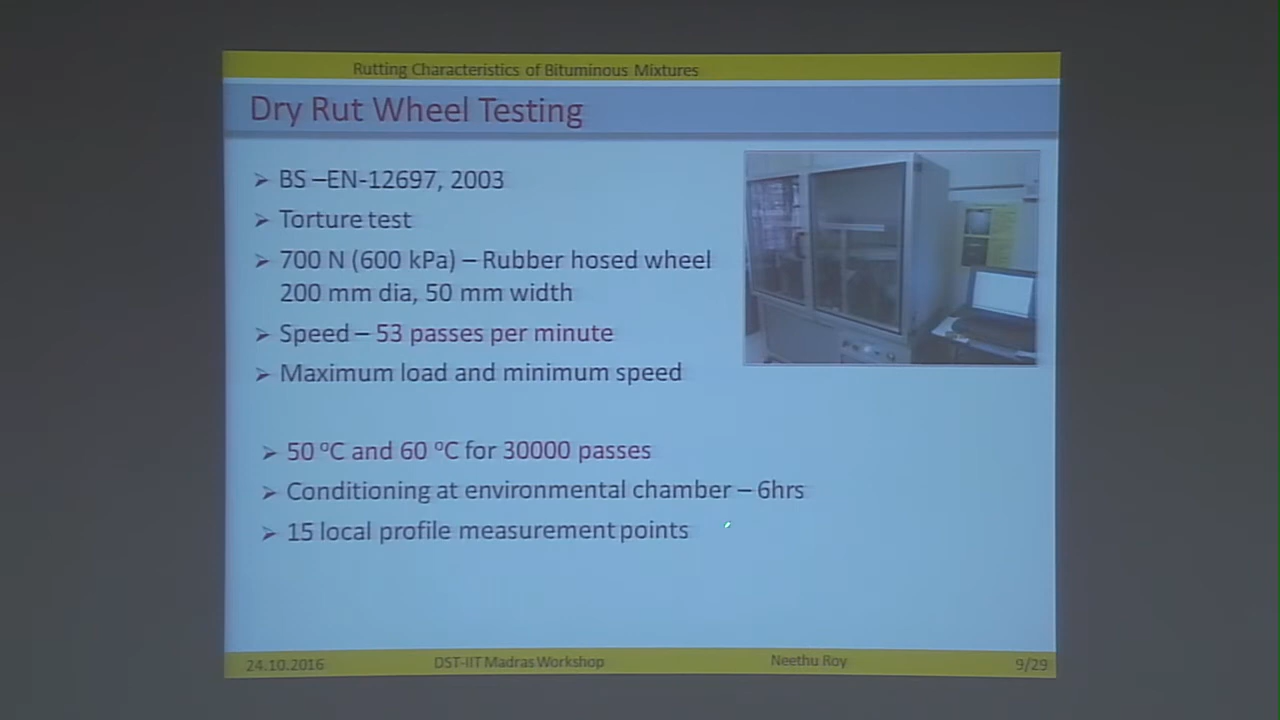 Rutting Characteristics of Bituminous Mixtures
Dry Rut Wheel Testing
➢ BS –EN-12697, 2003
➢ Torture test
➢ 700 N (600 kPa) – Rubber hosed wheel
200 mm dia, 50 mm width
➢ Speed – 53 passes per minute
➢ Maximum load and minimum speed
➢ 50 ºC and 60 ºC for 30000 passes
➢ Conditioning at environmental chamber – 6hrs
➢ 15 local profile measurement points
24.10.2016 DST-IIT Madras Workshop Neethu Roy 9/29